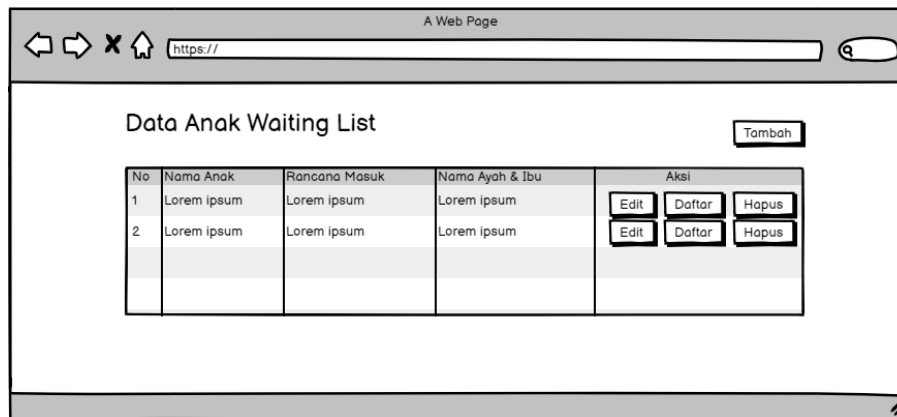 A Web Page
https://
Data Anak Waiting List
Tambah
No Nama Anak Rancana Masuk Nama Ayah & Ibu Aksi
1 Lorem ipsum Lorem ipsum Lorem ipsum Edit Daftar Hapus
2 Lorem ipsum Lorem ipsum Lorem ipsum Edit Daftar Hapus